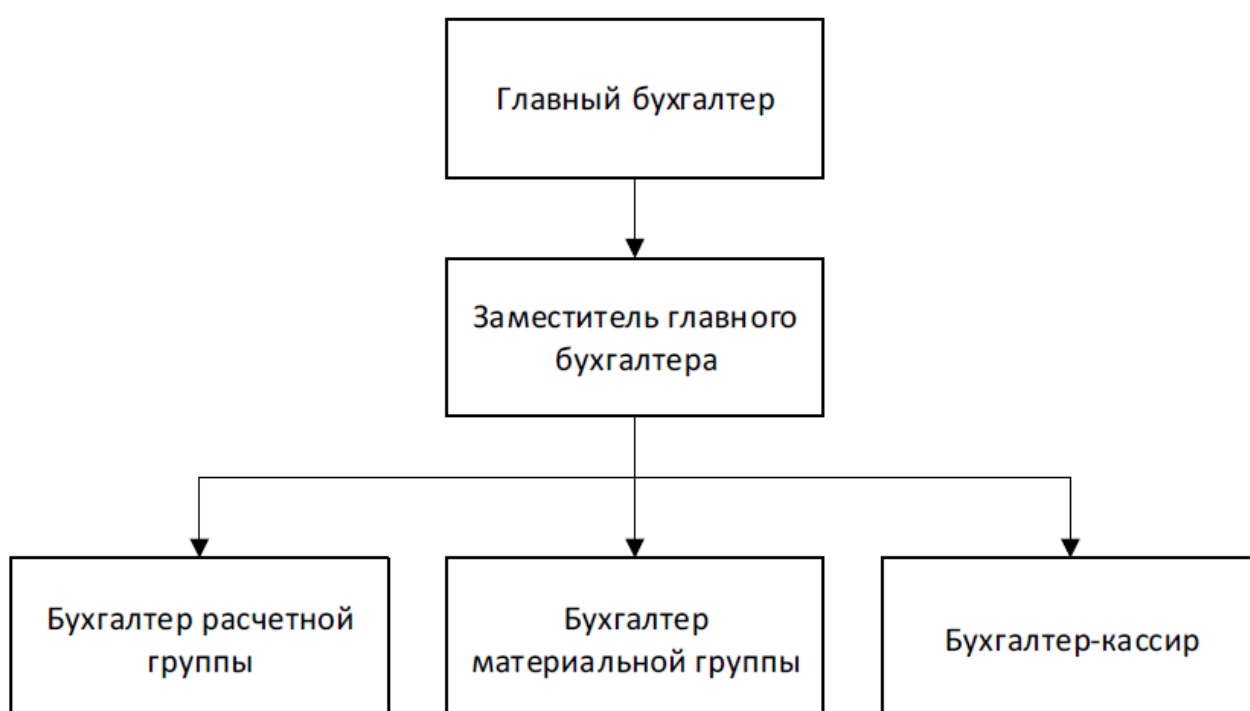 Главный бухгалтер
Заместитель главного
бухгалтера
Бухгалтер расчетной
группы
Бухгалтер
материальной группы
Бухгалтер-кассир